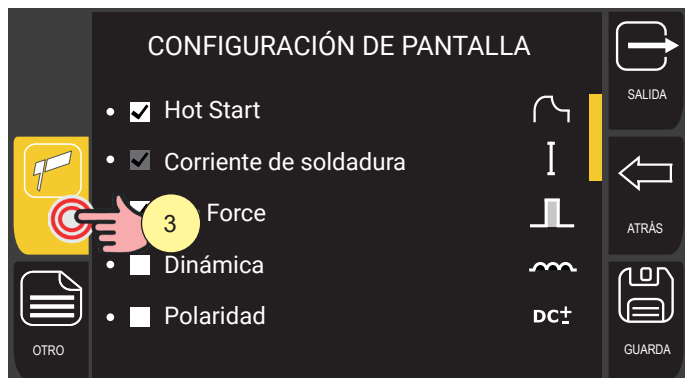 CONFIGURACIÓN DE PANTALLA
Hot Start
Corriente de soldadura
3
Force
Dinámica
Polaridad
DC±
OTRO
SALIDA
ATRÁS
GUARDA